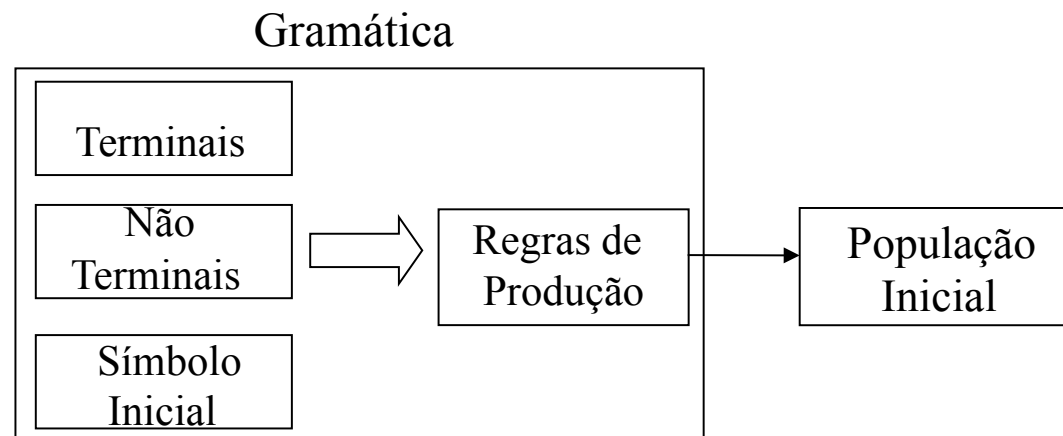 Gramática
Terminais
Não
Terminais
Símbolo
Inicial
Regras de
Produção
População
Inicial